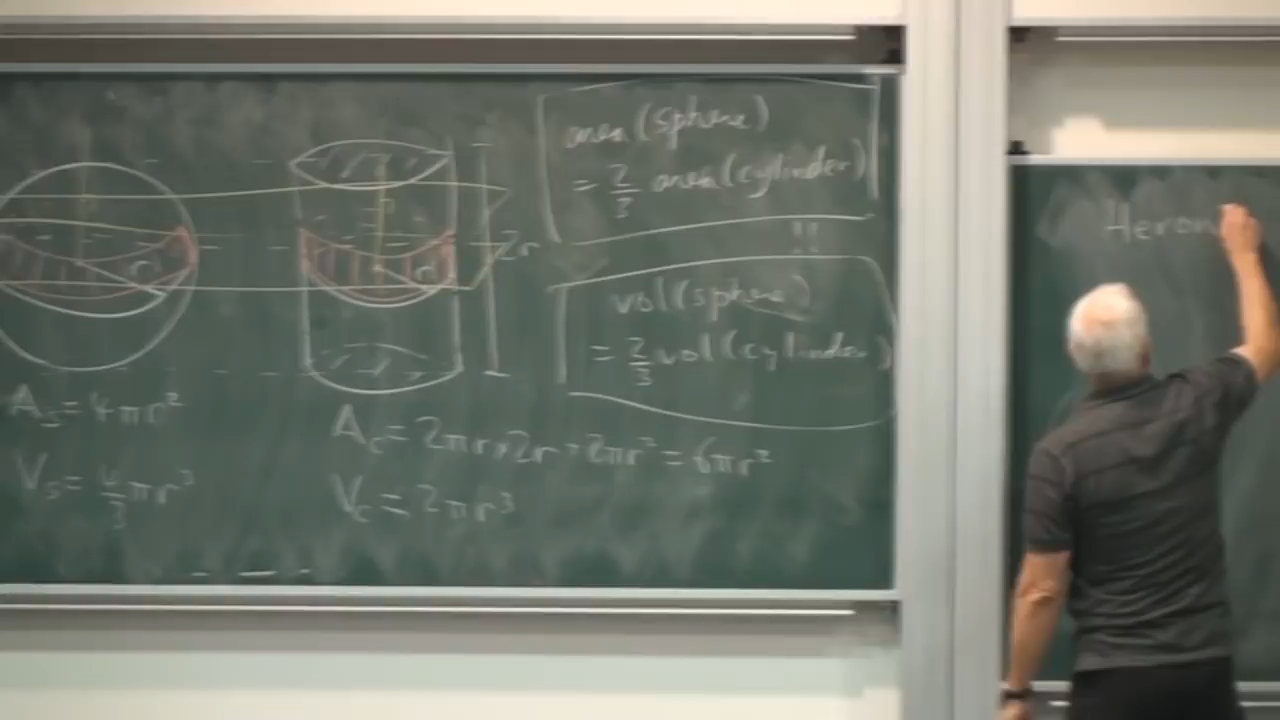 r
r
2r
area(sphere)
= 2/3 area(cylinder)
!!
vol(sphere)
= 2/3 vol(cylinder)
A_s = 4πr²
V_s = 4/3 πr³
A_c = 2πr·2r + 2πr² = 6πr²
V_c = 2πr³
Heron